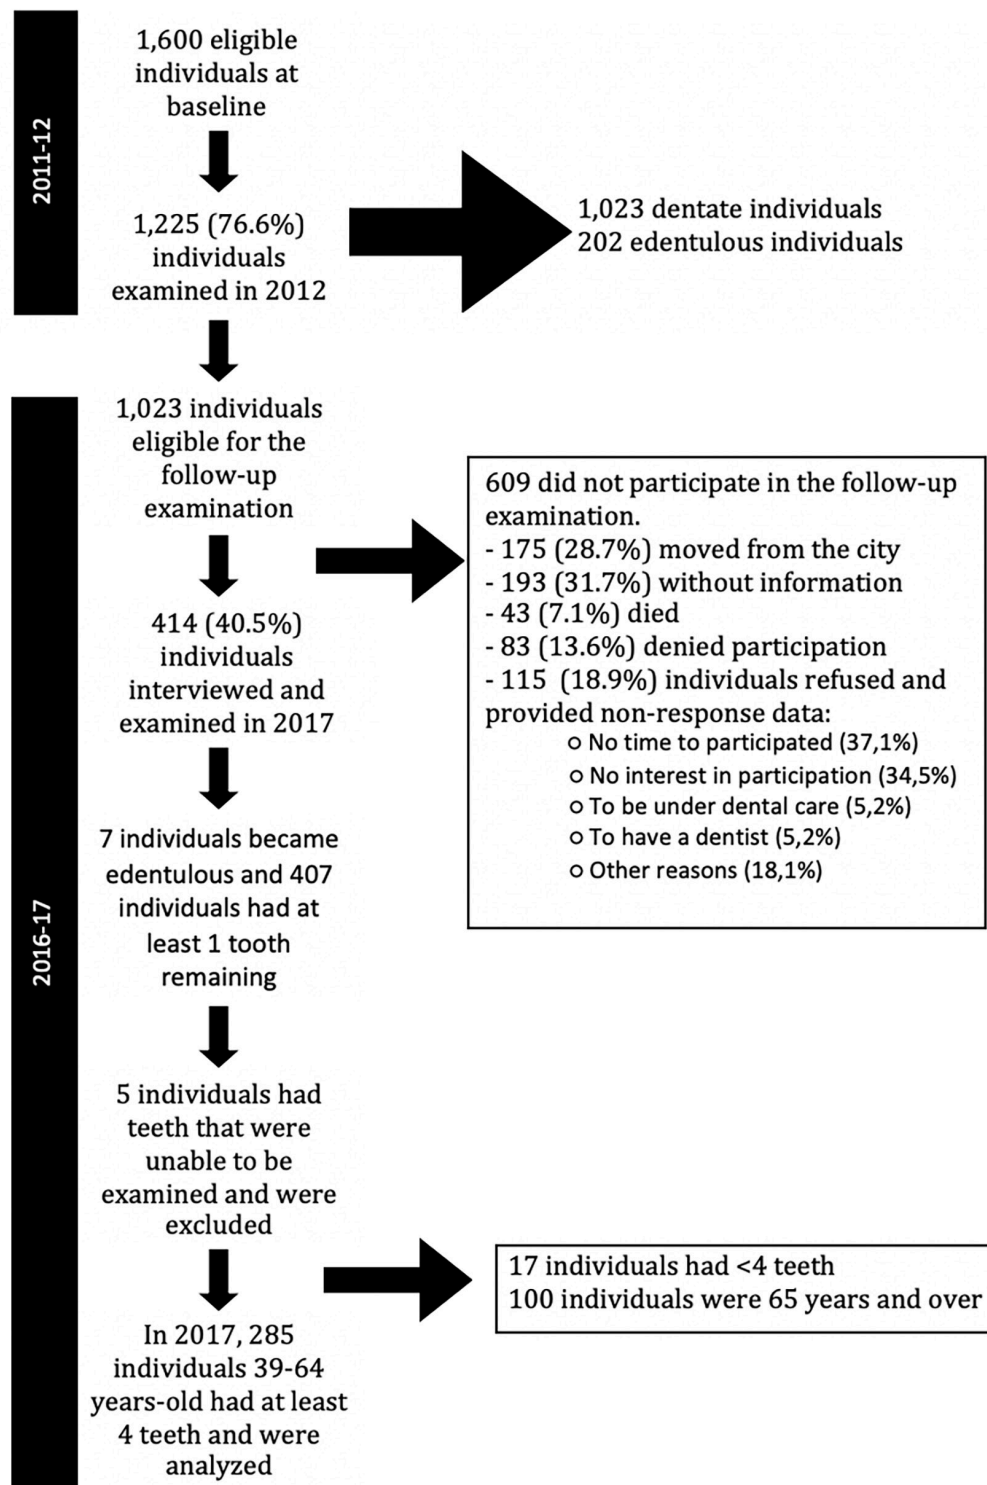 2011-12
1,600 eligible
individuals at
baseline
1,225 (76.6%)
individuals
examined in 2012
1,023 dentate individuals
202 edentulous individuals
2016-17
1,023 individuals
eligible for the
follow-up
examination
609 did not participate in the follow-up
examination.
- 175 (28.7%) moved from the city
- 193 (31.7%) without information
- 43 (7.1%) died
- 83 (13.6%) denied participation
- 115 (18.9%) individuals refused and
provided non-response data:
o No time to participated (37,1%)
o No interest in participation (34,5%)
o To be under dental care (5,2%)
o To have a dentist (5,2%)
o Other reasons (18,1%)
414 (40.5%)
individuals
interviewed and
examined in 2017
7 individuals became
edentulous and 407
individuals had at
least 1 tooth
remaining
5 individuals had
teeth that were
unable to be
examined and were
excluded
17 individuals had <4 teeth
100 individuals were 65 years and over
In 2017, 285
individuals 39-64
years-old had at least
4 teeth and were
analyzed